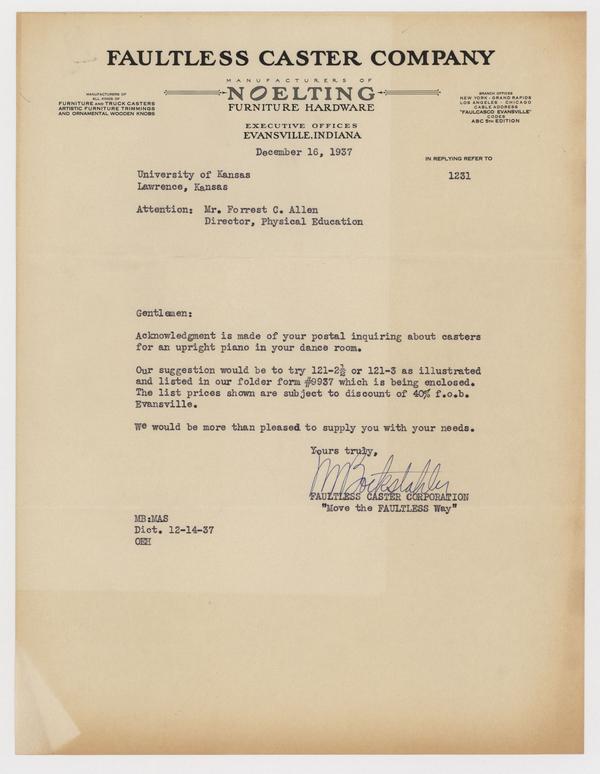 FAULTLESS CASTER COMPANY
MANUFACTURERS OF
NOELTING
FURNITURE HARDWARE
EXECUTIVE OFFICES
EVANSVILLE, INDIANA
MANUFACTURERS OF
ALL KINDS OF
FURNITURE AND TRUCK CASTERS
ARTISTIC FURNITURE TRIMMINGS
AND ORNAMENTAL WOODEN KNOBS
BRANCH OFFICES
NEW YORK - GRAND RAPIDS
LOS ANGELES - CHICAGO
CABLE ADDRESS
"FAULCASCO EVANSVILLE"
CODES
ABC 5TH EDITION
December 16, 1937
IN REPLYING REFER TO
1231
University of Kansas
Lawrence, Kansas
Attention: Mr. Forrest C. Allen
Director, Physical Education
Gentlemen:
Acknowledgment is made of your postal inquiring about casters
for an upright piano in your dance room.
Our suggestion would be to try 121-2½ or 121-3 as illustrated
and listed in our folder form #9937 which is being enclosed.
The list prices shown are subject to discount of 40% f.o.b.
Evansville.
We would be more than pleased to supply you with your needs.
Yours truly,
M Bockstahler
FAULTLESS CASTER CORPORATION
"Move the FAULTLESS Way"
MB:MAS
Dict. 12-14-37
OEH